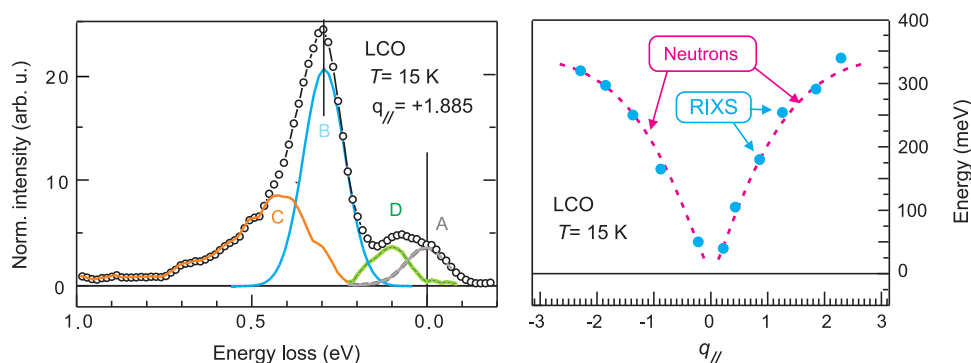 Norm. intensity (arb. u.)
20
10
0
LCO
T= 15 K
q// = +1.885
B
C
D
A
1.0
0.5
0.0
Energy loss (eV)
Neutrons
RIXS
LCO
T= 15 K
400
300
200
100
0
Energy (meV)
-3
-2
-1
0
1
2
3
q//